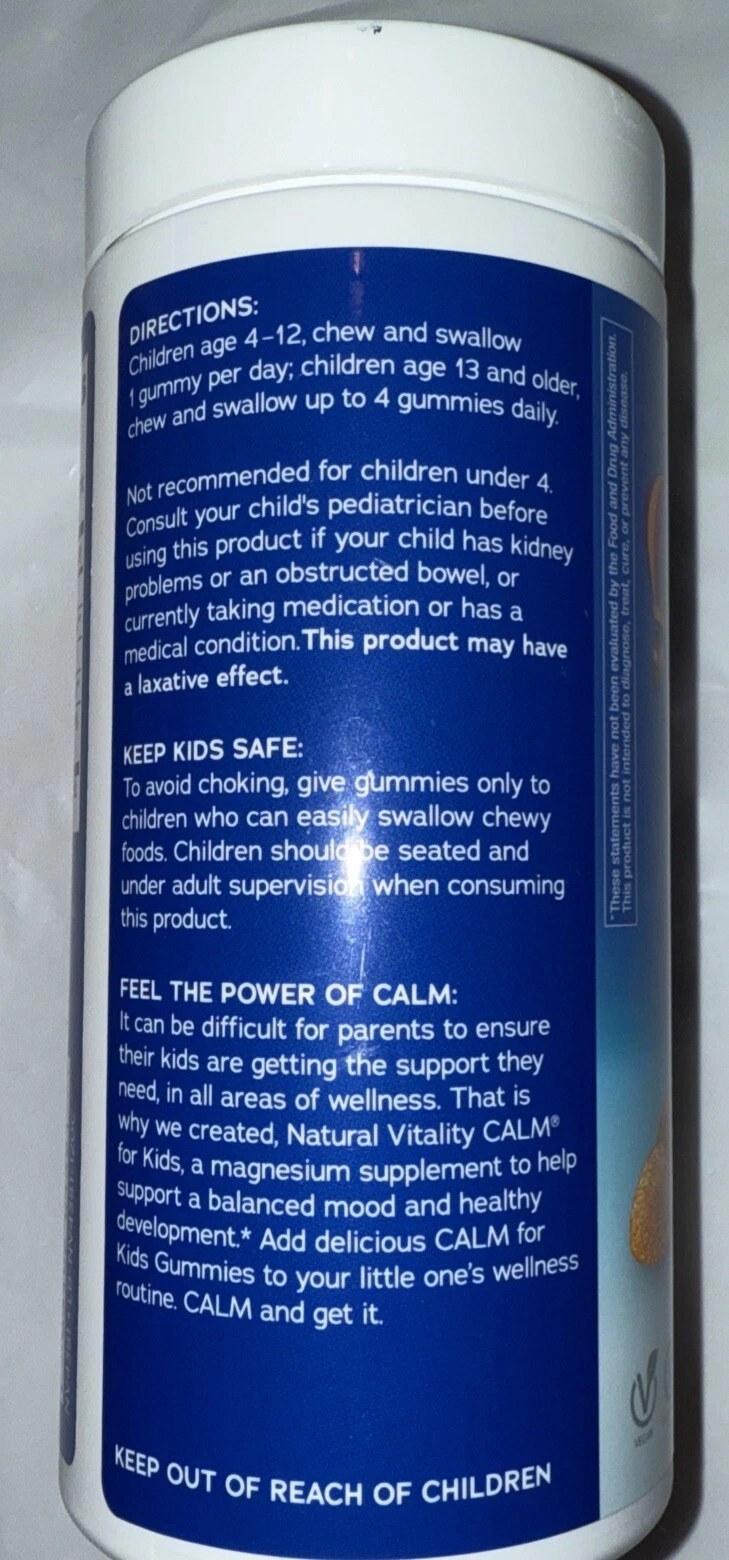 DIRECTIONS:
Children age 4-12, chew and swallow
1 gummy per day; children age 13 and older,
chew and swallow up to 4 gummies daily.
Not recommended for children under 4.
Consult your child's pediatrician before
using this product if your child has kidney
problems or an obstructed bowel, or
currently taking medication or has a
medical condition.This product may have
a laxative effect.
KEEP KIDS SAFE:
To avoid choking, give gummies only to
children who can easily swallow chewy
foods. Children should be seated and
under adult supervision when consuming
this product.
FEEL THE POWER OF CALM:
It can be difficult for parents to ensure
their kids are getting the support they
need, in all areas of wellness. That is
why we created, Natural Vitality CALM®
for Kids, a magnesium supplement to help
support a balanced mood and healthy
development.* Add delicious CALM for
Kids Gummies to your little one's wellness
routine. CALM and get it.
KEEP OUT OF REACH OF CHILDREN
*These statements have not been evaluated by the Food and Drug Administration.
This product is not intended to diagnose, treat, cure, or prevent any disease.
VEGAN